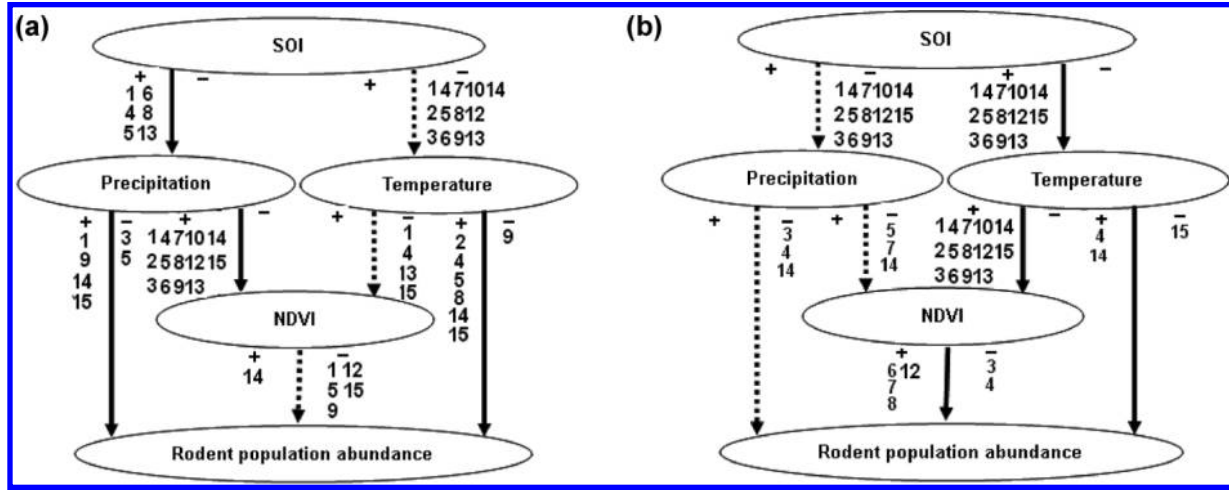 (a)
SOI
+ −
1 6
4 8
5 13
+ −
1 4 7 10 14
2 5 8 12
3 6 9 13
Precipitation
Temperature
+ −
1 3
9 5
14
15
+ −
1 4 7 10 14
2 5 8 12 15
3 6 9 13
+ −
1
4
13
15
+ −
2 9
4
5
8
14
15
NDVI
+ −
14 1 12
5 15
9
Rodent population abundance
(b)
SOI
+ −
1 4 7 10 14
2 5 8 12 15
3 6 9 13
+ −
1 4 7 10 14
2 5 8 12 15
3 6 9 13
Precipitation
Temperature
+ −
3
4
14
+ −
5
7
14
+ −
1 4 7 10 14
2 5 8 12 15
3 6 9 13
+ −
4 15
14
NDVI
+ −
6 12 3
7 4
8
Rodent population abundance